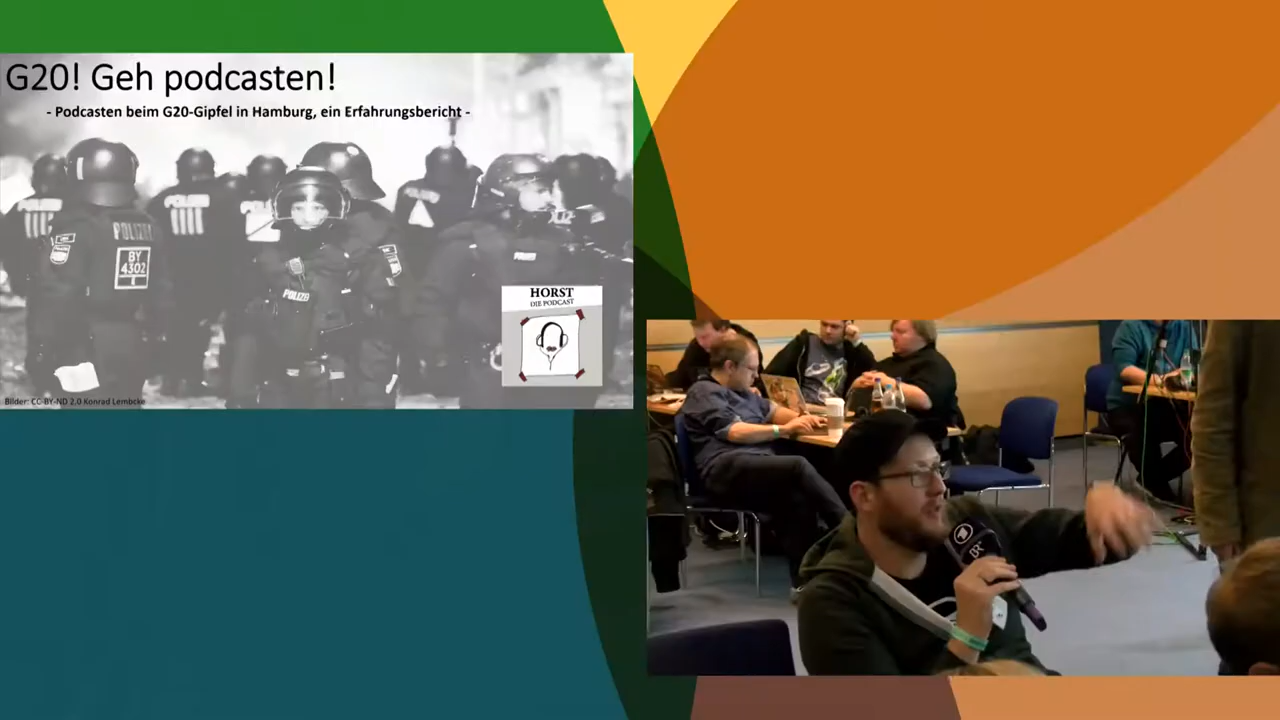 G20! Geh podcasten!
- Podcasten beim G20-Gipfel in Hamburg, ein Erfahrungsbericht -
POLIZEI
BY
4302
POLIZEI
HORST
DIE PODCAST
Bilder: CC-BY-ND 2.0 Konrad Lembcke
BR